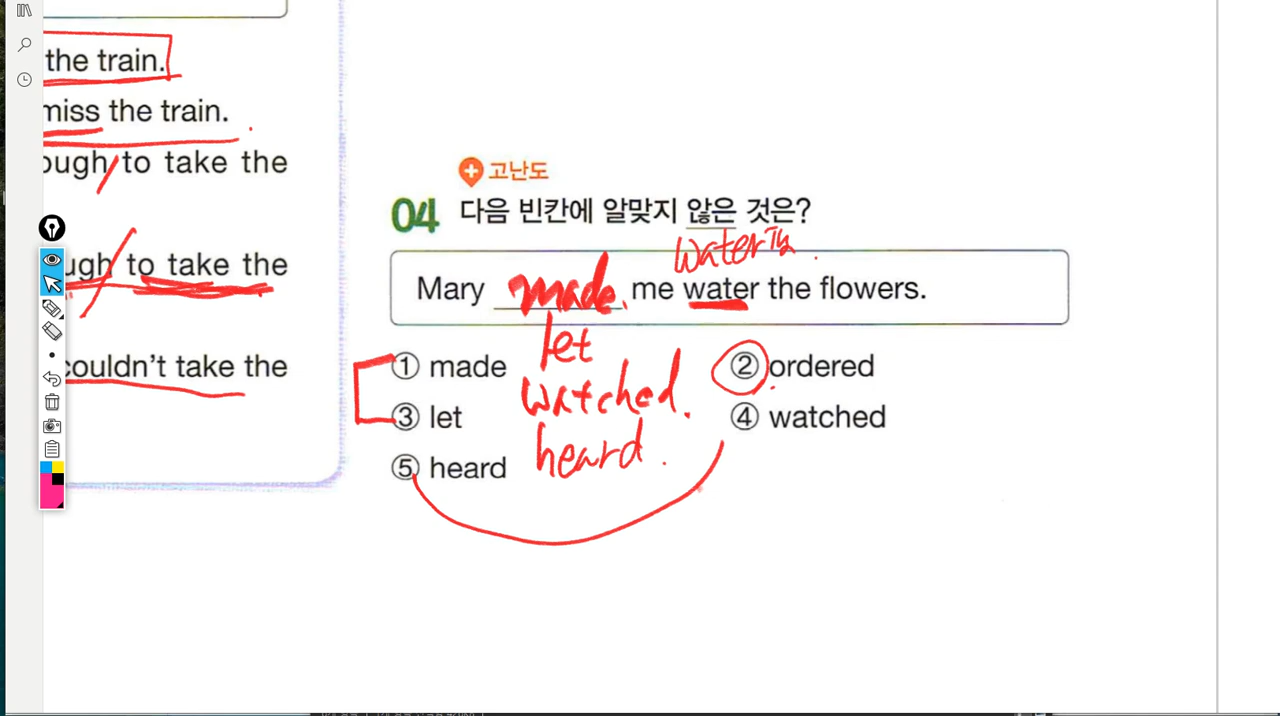 the train.
miss the train.
ough to take the
ugh to take the
couldn't take the
고난도
04 다음 빈칸에 알맞지 않은 것은?
Mary made. me water the flowers.
let
watched.
heard.
① made
② ordered
③ let
④ watched
⑤ heard